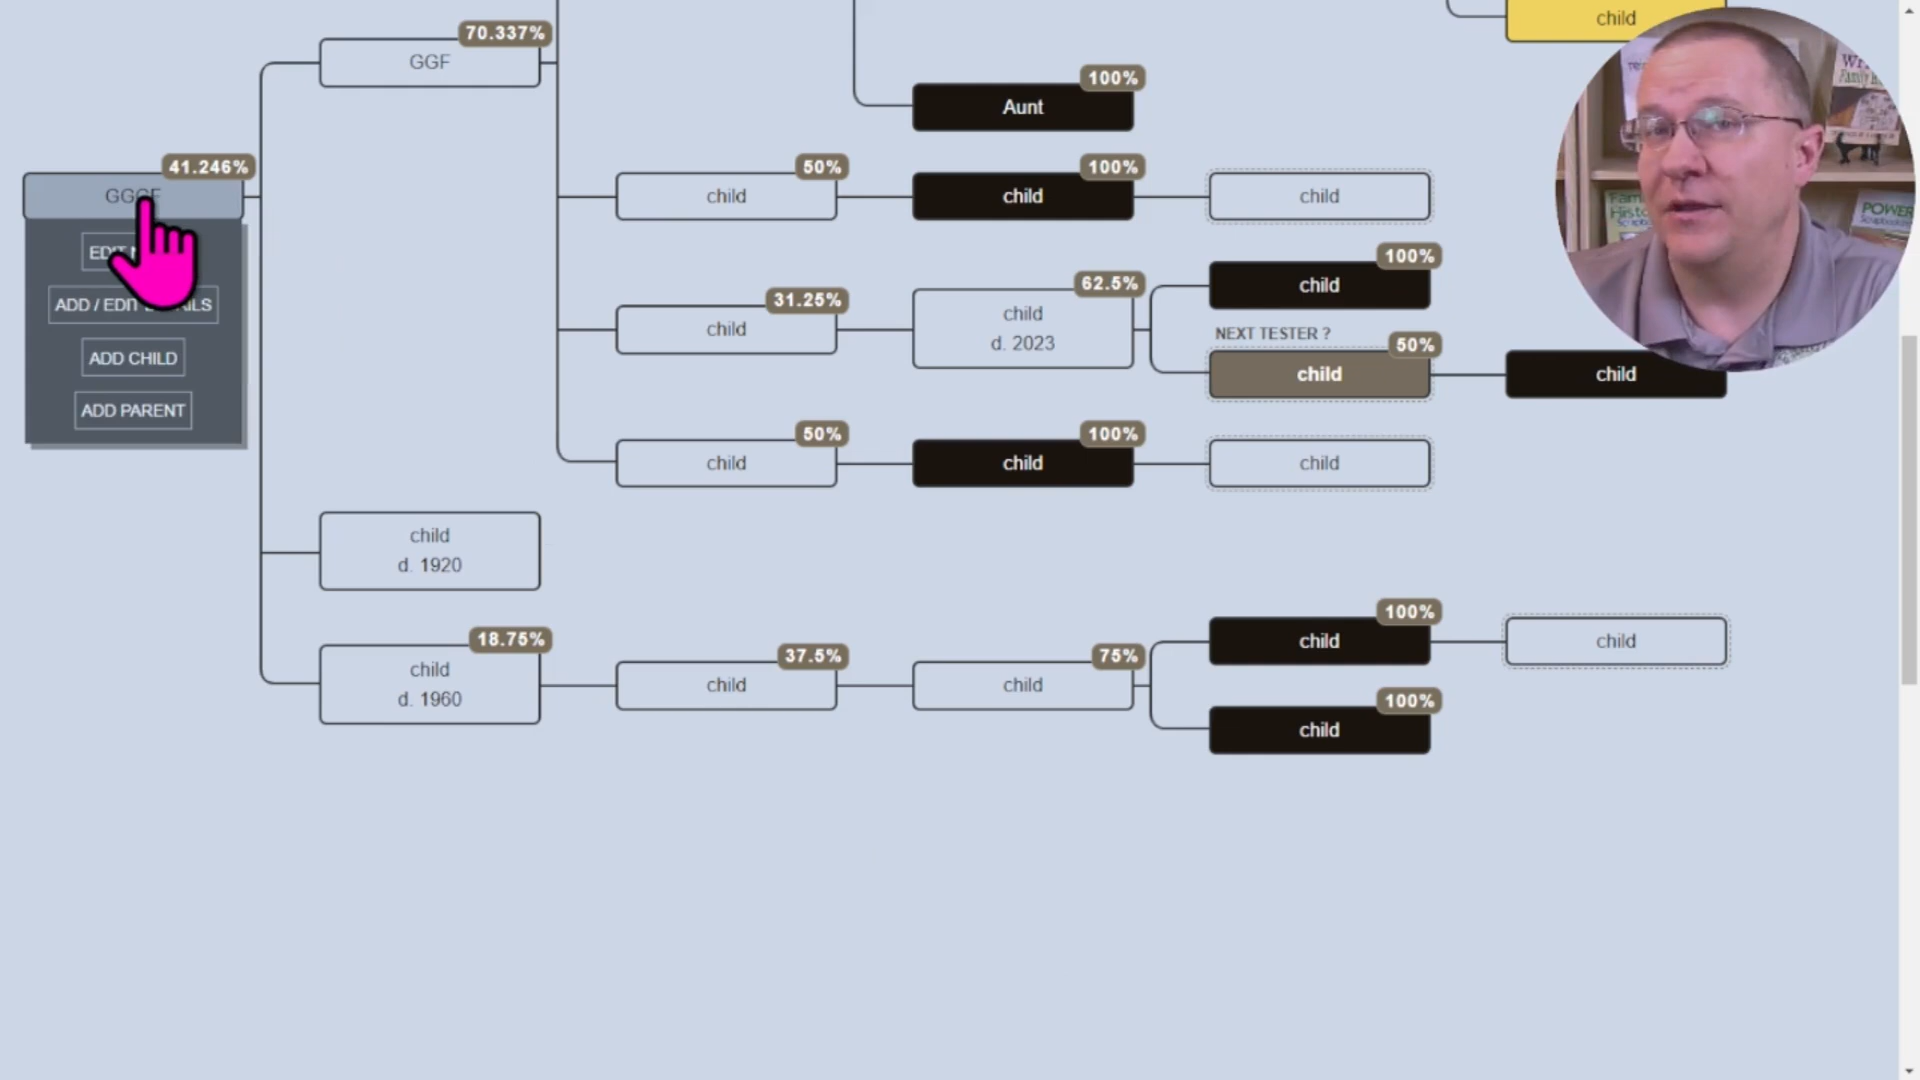 child
70.337%
GGF
100%
Aunt
41.246%
50%
child
100%
child
child
ADD CHILD
ADD PARENT
31.25%
child
62.5%
child
d. 2023
100%
child
NEXT TESTER ?
50%
child
child
50%
child
100%
child
child
child
d. 1920
18.75%
child
d. 1960
37.5%
child
75%
child
100%
child
child
100%
child
POWER